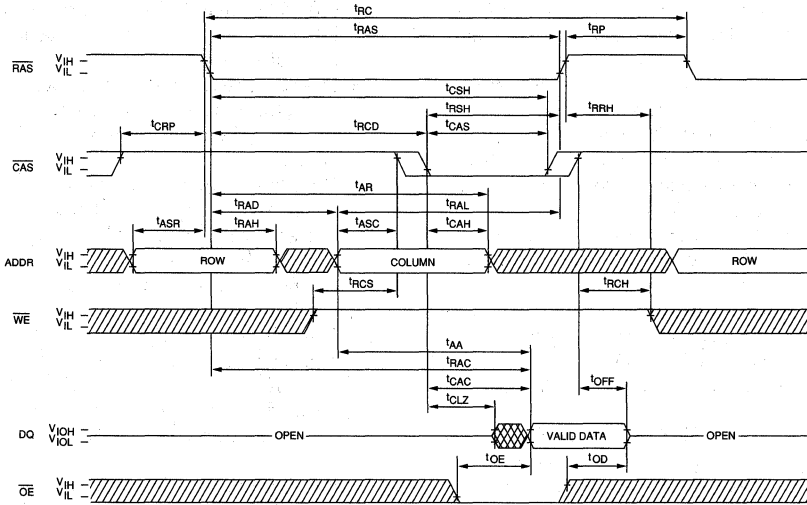 tRC
tRAS tRP
RAS VIH VIL
tCSH
tRSH tRRH
tCRP tRCD tCAS
CAS VIH VIL
tAR
tRAD tRAL
tASR tRAH tASC tCAH
ADDR VIH VIL ROW COLUMN ROW
tRCS tRCH
WE VIH VIL
tAA
tRAC
tCAC tOFF
tCLZ
DQ VIOH VIOL OPEN VALID DATA OPEN
tOE tOD
OE VIH VIL